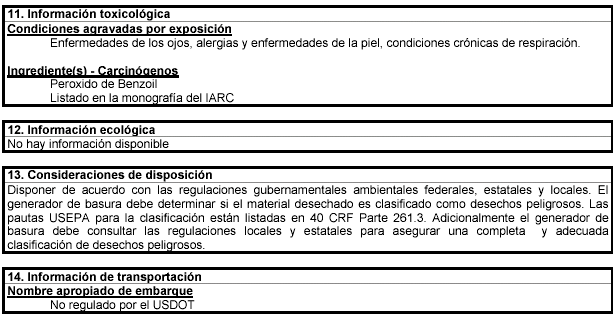 11. Información toxicológica
Condiciones agravadas por exposición
Enfermedades de los ojos, alergias y enfermedades de la piel, condiciones crónicas de respiración.
Ingrediente(s) - Carcinógenos
Peroxido de Benzoil
Listado en la monografía del IARC
12. Información ecológica
No hay información disponible
13. Consideraciones de disposición
Disponer de acuerdo con las regulaciones gubernamentales ambientales federales, estatales y locales. El
generador de basura debe determinar si el material desechado es clasificado como desechos peligrosos. Las
pautas USEPA para la clasificación están listadas en 40 CRF Parte 261.3. Adicionalmente el generador de
basura debe consultar las regulaciones locales y estatales para asegurar una completa y adecuada
clasificación de desechos peligrosos.
14. Información de transportación
Nombre apropiado de embarque
No regulado por el USDOT